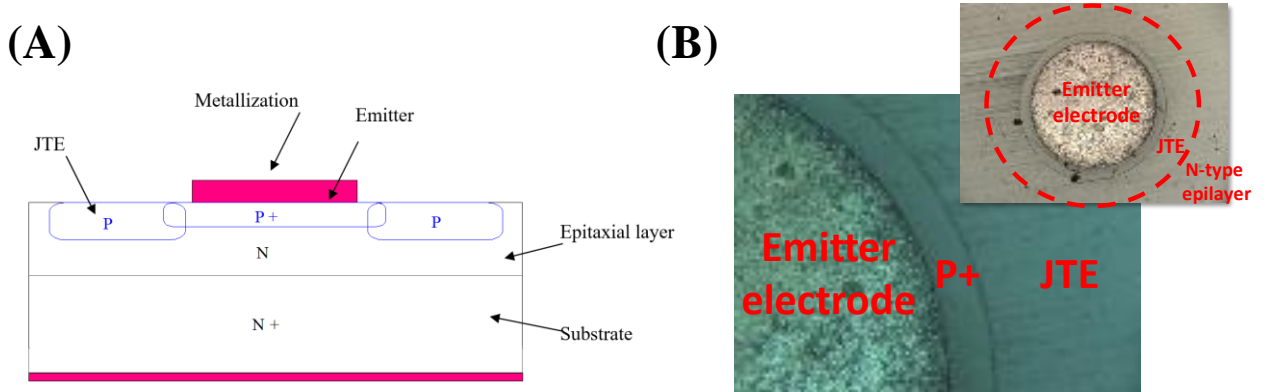 (A)
Metallization
Emitter
JTE
P
P +
P
Epitaxial layer
N
N +
Substrate
(B)
Emitter
electrode
JTE
N-type
epilayer
Emitter
electrode
P+
JTE